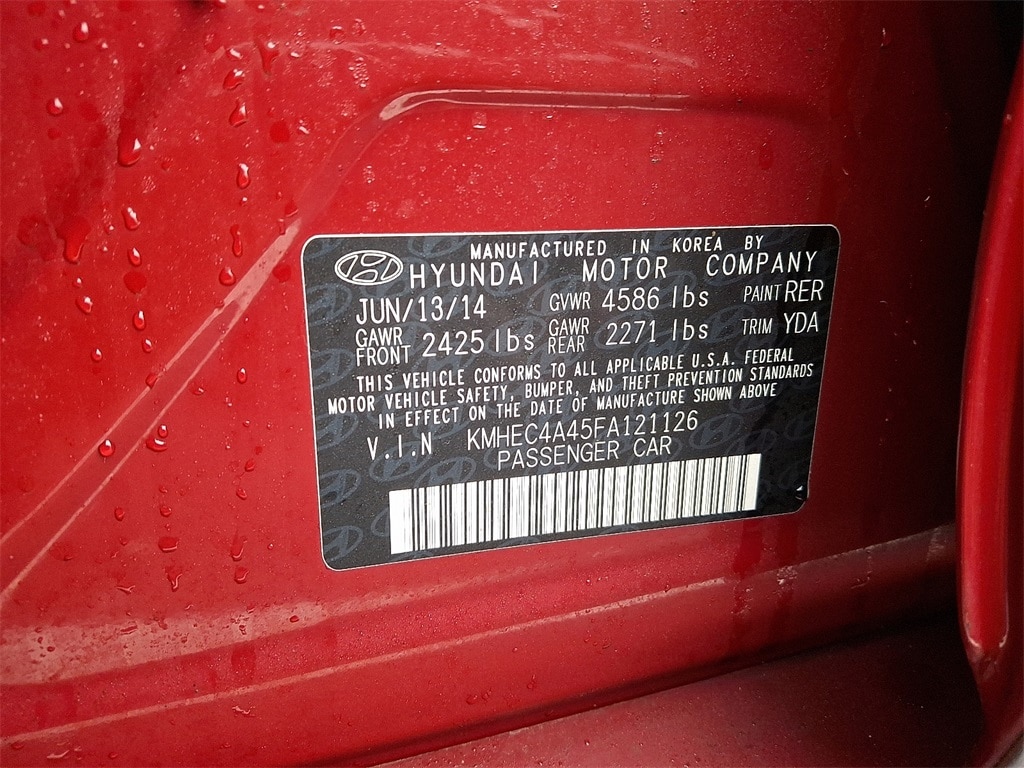 MANUFACTURED IN KOREA BY
HYUNDAI MOTOR COMPANY
JUN/13/14 GVWR 4586 lbs PAINT RER
GAWR FRONT 2425 lbs GAWR REAR 2271 lbs TRIM YDA
THIS VEHICLE CONFORMS TO ALL APPLICABLE U.S.A. FEDERAL
MOTOR VEHICLE SAFETY, BUMPER, AND THEFT PREVENTION STANDARDS
IN EFFECT ON THE DATE OF MANUFACTURE SHOWN ABOVE
V.I.N KMHEC4A45FA121126
PASSENGER CAR